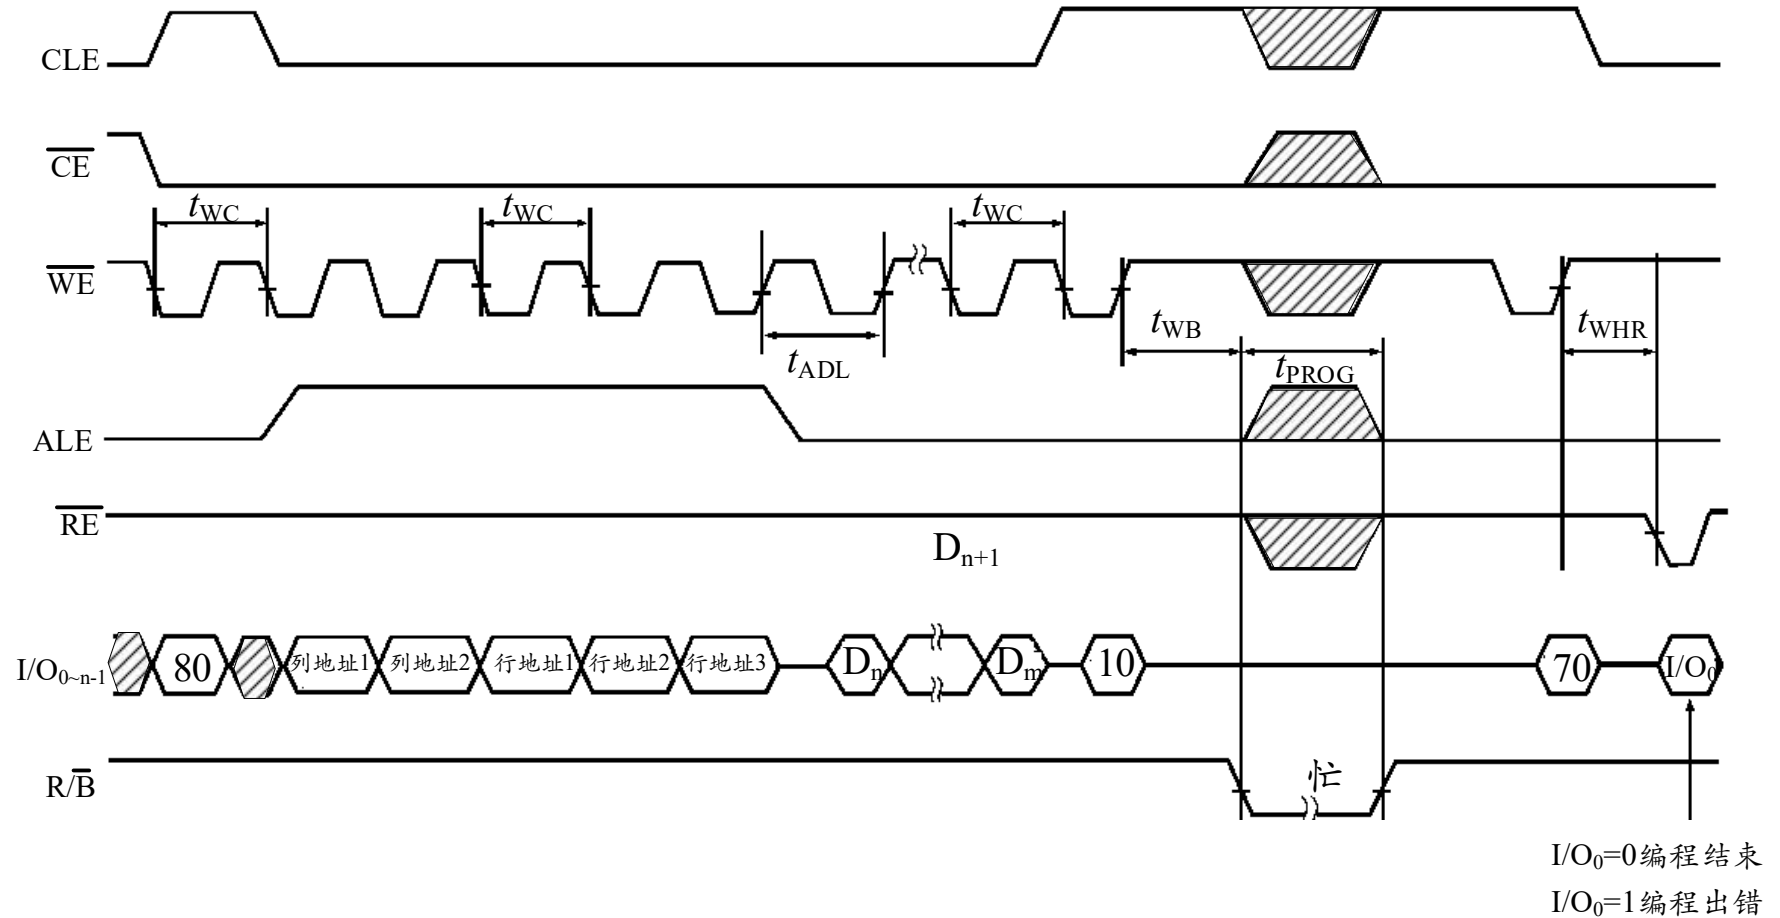 CLE
CE
tWC tWC tWC
WE
tWB tWHR
tADL tPROG
ALE
RE
Dn+1
I/O0~n-1 80 列地址1 列地址2 行地址1 行地址2 行地址3 Dn Dm 10 70 I/O0
R/B 忙
I/O0=0编程结束
I/O0=1编程出错